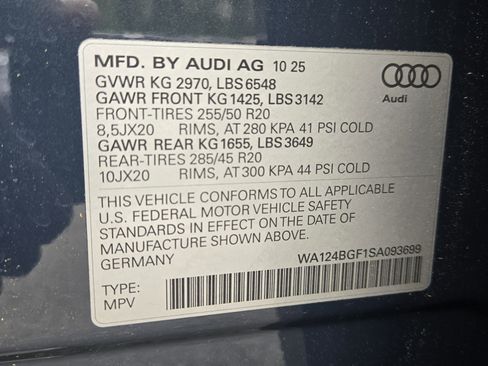 MFD. BY AUDI AG 10 25
GVWR KG 2970, LBS 6548
GAWR FRONT KG 1425, LBS 3142
FRONT-TIRES 255/50 R20
8,5JX20 RIMS, AT 280 KPA 41 PSI COLD
GAWR REAR KG 1655, LBS 3649
REAR-TIRES 285/45 R20
10JX20 RIMS, AT 300 KPA 44 PSI COLD
Audi
THIS VEHICLE CONFORMS TO ALL APPLICABLE
U.S. FEDERAL MOTOR VEHICLE SAFETY
STANDARDS IN EFFECT ON THE DATE OF
MANUFACTURE SHOWN ABOVE.
GERMANY
WA124BGF1SA093699
TYPE:
MPV